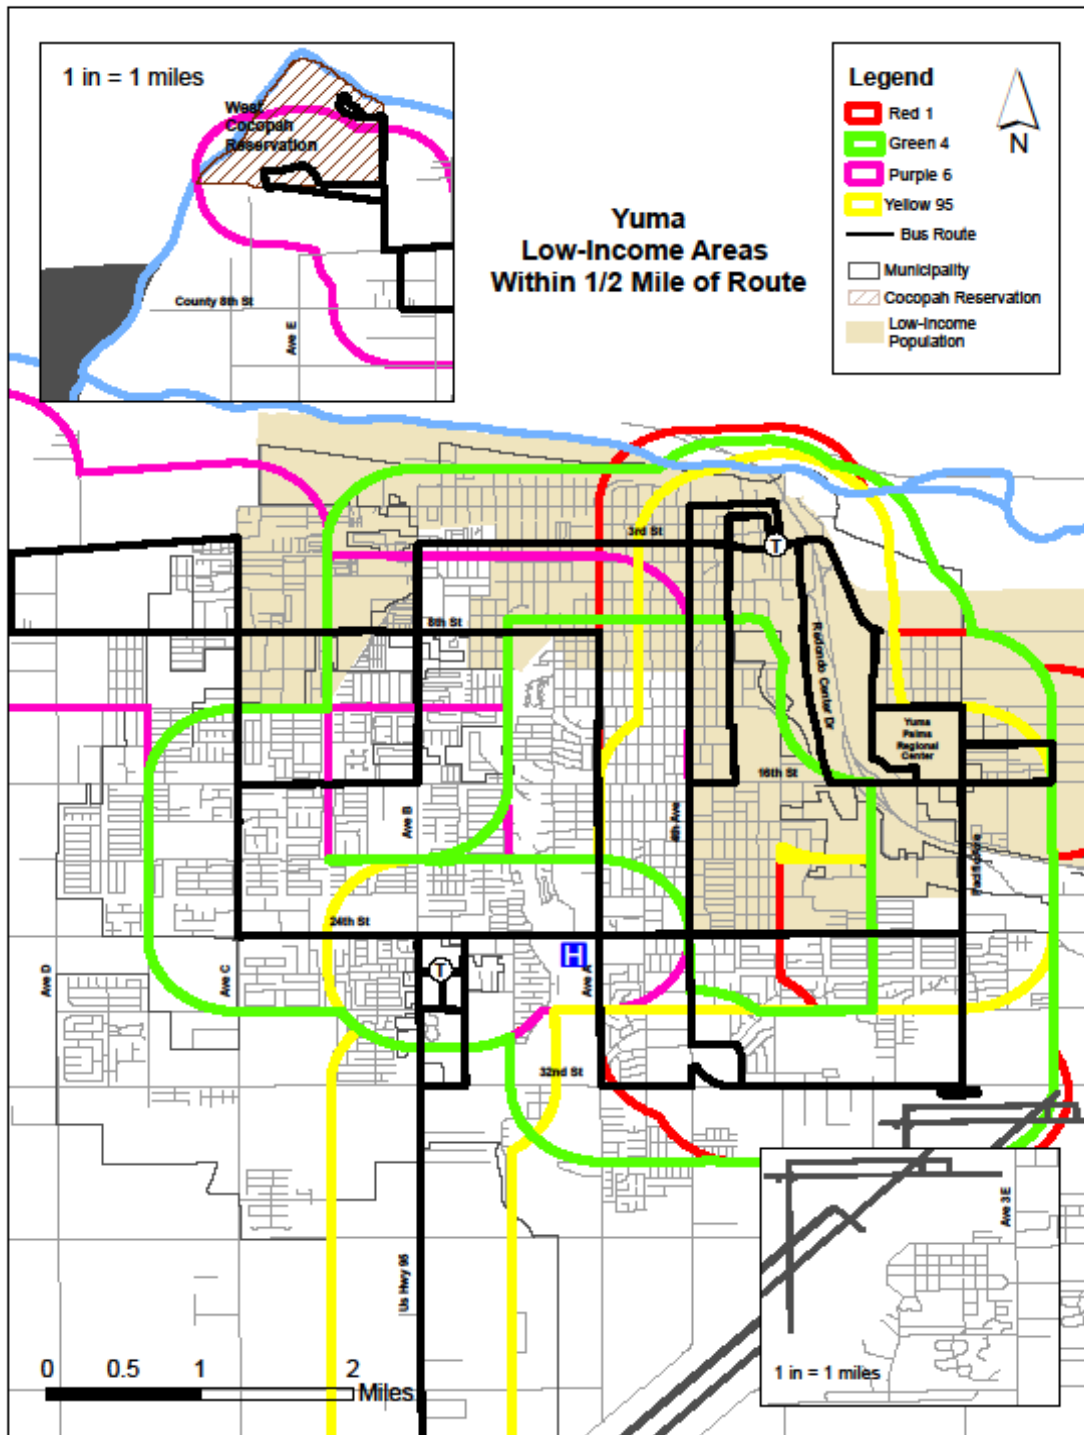 1 in = 1 miles
West
Cocopah
Reservation
County 8th St
Ave E
Yuma
Low-Income Areas
Within 1/2 Mile of Route
Legend
Red 1
Green 4
Purple 6
Yellow 95
Bus Route
Municipality
Cocopah Reservation
Low-Income
Population
N
3rd St
T
8th St
Redondo Center Dr
Yuma
Palms
Regional
Center
16th St
Ave B
4th Ave
Pacific Ave
24th St
H
T
Ave D
Ave C
Ave A
32nd St
Us Hwy 95
Ave 3E
0 0.5 1 2
Miles
1 in = 1 miles